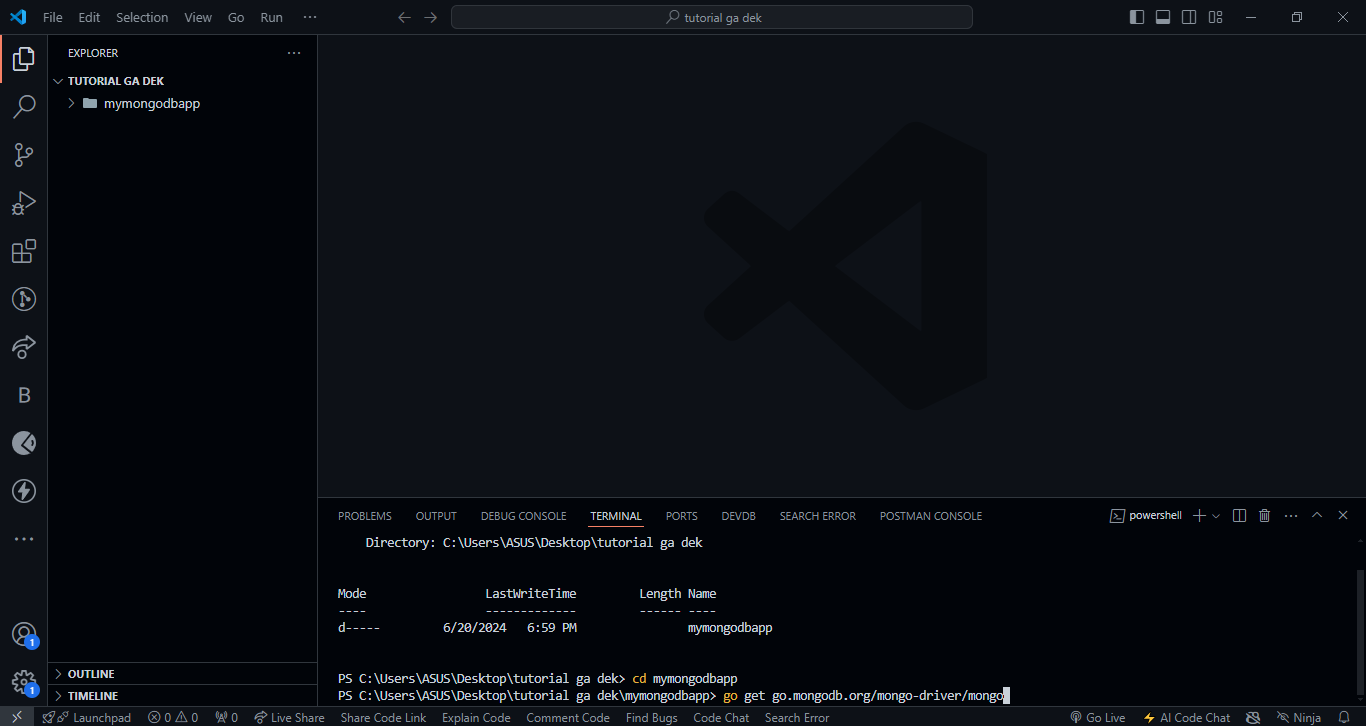 File Edit Selection View Go Run ···
tutorial ga dek
EXPLORER ···
TUTORIAL GA DEK
mymongodbapp
B
PROBLEMS OUTPUT DEBUG CONSOLE TERMINAL PORTS DEVDB SEARCH ERROR POSTMAN CONSOLE
powershell
Directory: C:\Users\ASUS\Desktop\tutorial ga dek
Mode LastWriteTime Length Name
---- ------------- ------ ----
d----- 6/20/2024 6:59 PM mymongodbapp
PS C:\Users\ASUS\Desktop\tutorial ga dek> cd mymongodbapp
PS C:\Users\ASUS\Desktop\tutorial ga dek\mymongodbapp> go get go.mongodb.org/mongo-driver/mongo
1
1
OUTLINE
TIMELINE
Launchpad 0 0 0 Live Share Share Code Link Explain Code Comment Code Find Bugs Code Chat Search Error Go Live AI Code Chat Ninja